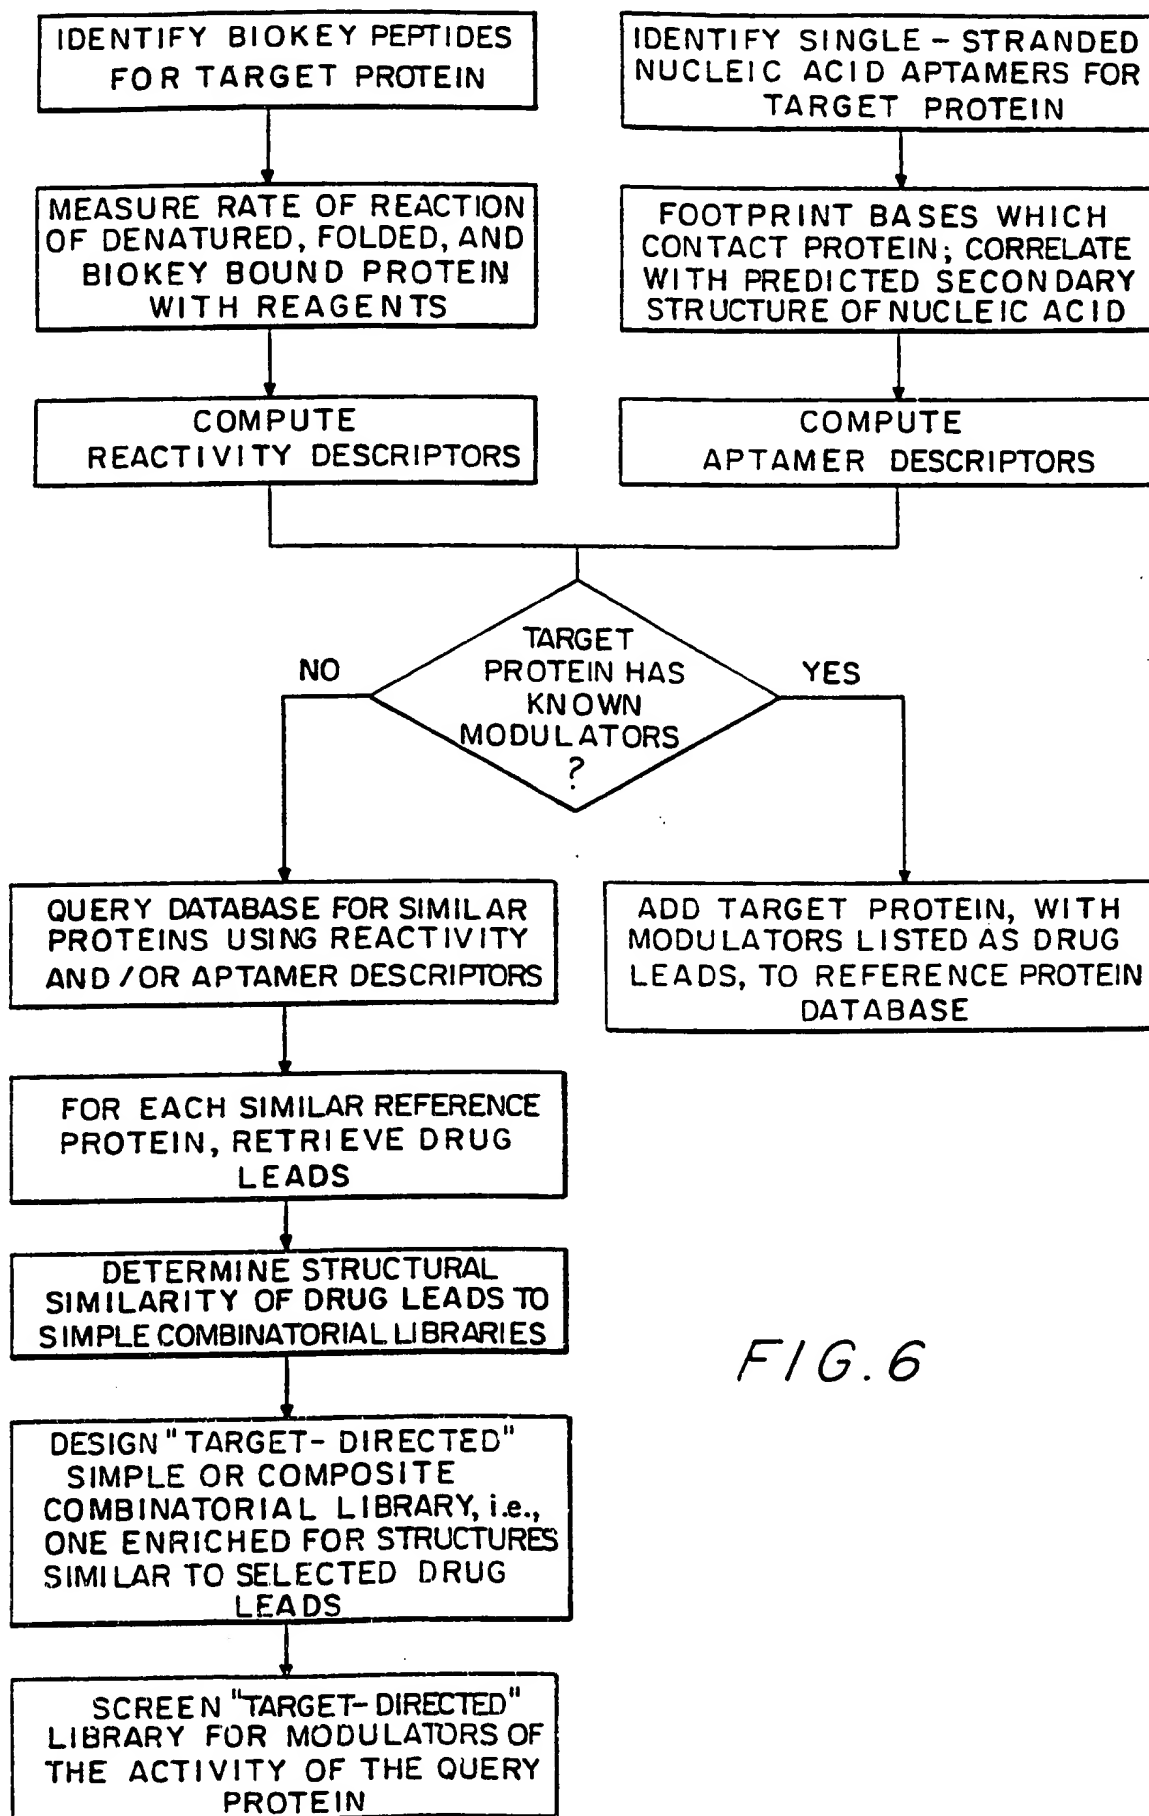 IDENTIFY BIOKEY PEPTIDES
FOR TARGET PROTEIN
IDENTIFY SINGLE - STRANDED
NUCLEIC ACID APTAMERS FOR
TARGET PROTEIN
MEASURE RATE OF REACTION
OF DENATURED, FOLDED, AND
BIOKEY BOUND PROTEIN
WITH REAGENTS
FOOTPRINT BASES WHICH
CONTACT PROTEIN; CORRELATE
WITH PREDICTED SECONDARY
STRUCTURE OF NUCLEIC ACID
COMPUTE
REACTIVITY DESCRIPTORS
COMPUTE
APTAMER DESCRIPTORS
TARGET
PROTEIN HAS
KNOWN
MODULATORS
?
NO
YES
QUERY DATABASE FOR SIMILAR
PROTEINS USING REACTIVITY
AND / OR APTAMER DESCRIPTORS
ADD TARGET PROTEIN, WITH
MODULATORS LISTED AS DRUG
LEADS, TO REFERENCE PROTEIN
DATABASE
FOR EACH SIMILAR REFERENCE
PROTEIN, RETRIEVE DRUG
LEADS
DETERMINE STRUCTURAL
SIMILARITY OF DRUG LEADS TO
SIMPLE COMBINATORIAL LIBRARIES
DESIGN "TARGET- DIRECTED"
SIMPLE OR COMPOSITE
COMBINATORIAL LIBRARY, i.e.,
ONE ENRICHED FOR STRUCTURES
SIMILAR TO SELECTED DRUG
LEADS
SCREEN "TARGET- DIRECTED"
LIBRARY FOR MODULATORS OF
THE ACTIVITY OF THE QUERY
PROTEIN
FIG. 6